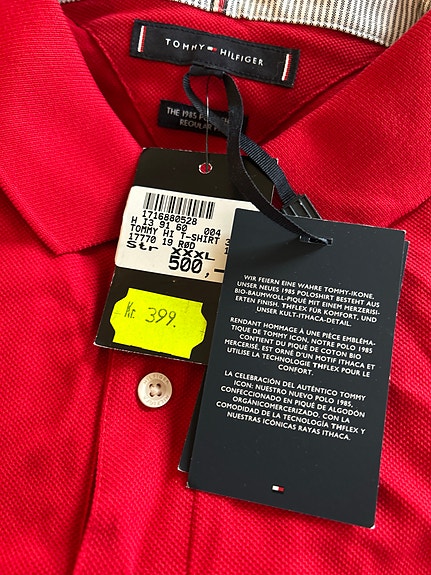 TOMMY HILFIGER
THE 1985 PO
REGULAR
1716880528
H 13 91 60 004
TOMMY HI T-SHIRT
17770 19 RØD
Str XXXL
500,-
Kr. 399.
WIR FEIERN EINE WAHRE TOMMY-IKONE.
UNSER NEUES 1985 POLOSHIRT BESTEHT AUS
BIO-BAUMWOLL-PIQUÉ MIT EINEM MERZERISI-
ERTEN FINISH, THFLEX FÜR KOMFORT, UND
UNSER KULT-ITHACA-DETAIL.
RENDANT HOMMAGE À UNE PIÈCE EMBLÉMA-
TIQUE DE TOMMY ICON, NOTRE POLO 1985
CONTIENT DU PIQUÉ DE COTON BIO
MERCERISÉ, EST ORNÉ D'UN MOTIF ITHACA ET
UTILISE LA TECHNOLOGIE THFLEX POUR LE
CONFORT.
LA CELEBRACIÓN DEL AUTÉNTICO TOMMY
ICON: NUESTRO NUEVO POLO 1985,
CONFECCIONADO EN PIQUÉ DE ALGODÓN
ORGÁNICOMERCERIZADO, CON LA
COMODIDAD DE LA TECNOLOGÍA THFLEX Y
NUESTRAS ICÓNICAS RAYAS ITHACA.